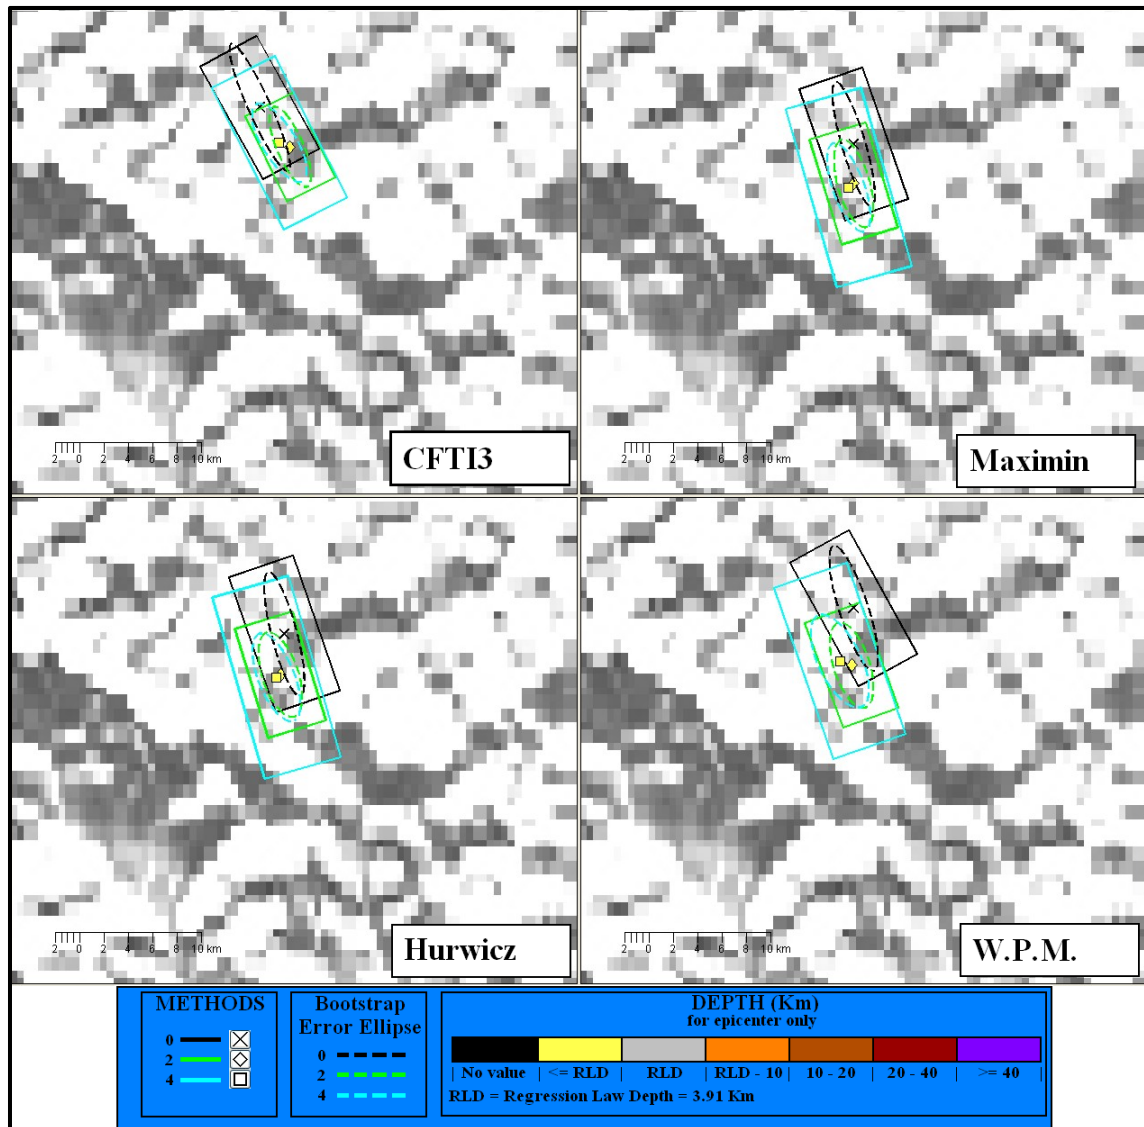 2 0 2 4 6 8 10 km
CFTI3
2 0 2 4 6 8 10 km
Maximin
2 0 2 4 6 8 10 km
Hurwicz
2 0 2 4 6 8 10 km
W.P.M.
METHODS
0
2
4
Bootstrap
Error Ellipse
0
2
4
DEPTH (Km)
for epicenter only
| No value | <= RLD | RLD | RLD - 10 | 10 - 20 | 20 - 40 | >= 40 |
RLD = Regression Law Depth = 3.91 Km